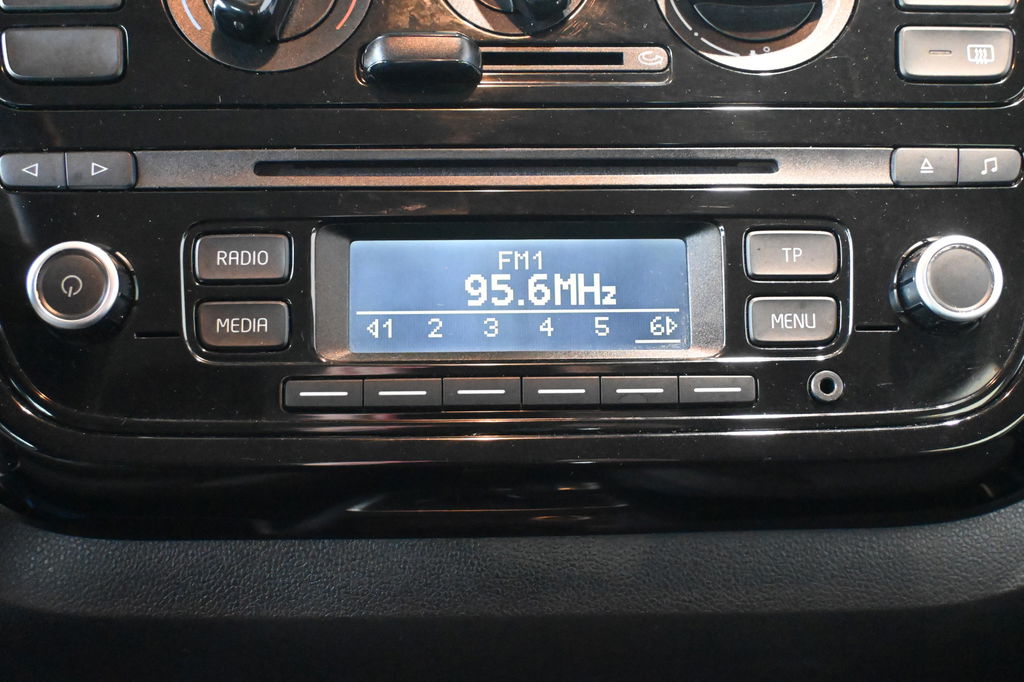 RADIO
MEDIA
FM1
95.6MHz
1 2 3 4 5 6
TP
MENU